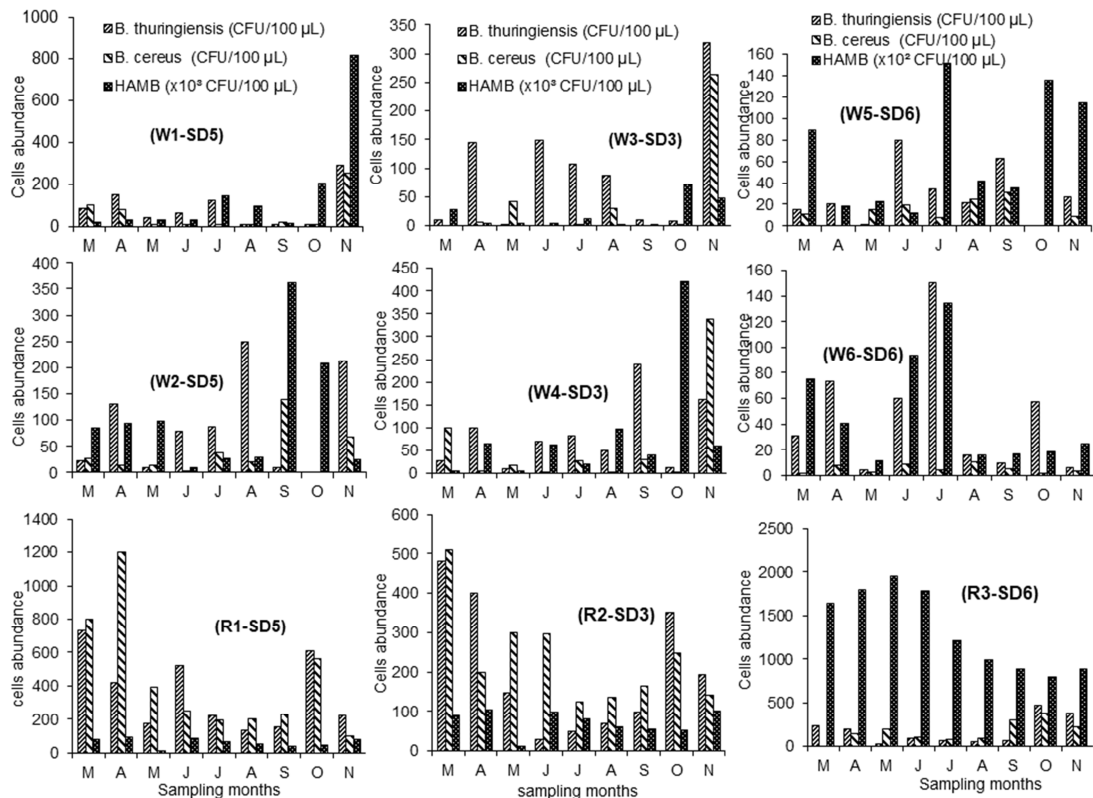 Cells abundance
1000
800
600
400
200
0
B. thuringiensis (CFU/100 µL)
B. cereus (CFU/100 µL)
HAMB (x10³ CFU/100 µL)
(W1-SD5)
M A M J J A S O N
Cells abundance
350
300
250
200
150
100
50
0
B. thuringiensis (CFU/100 µL)
B. cereus (CFU/100 µL)
HAMB (x10³ CFU/100 µL)
(W3-SD3)
M A M J J A S O N
B. thuringiensis (CFU/100 µL)
B. cereus (CFU/100 µL)
HAMB (x10² CFU/100 µL)
Cells abundance
160
140
120
100
80
60
40
20
0
(W5-SD6)
M A M J J A S O N
Cells abundance
400
350
300
250
200
150
100
50
0
(W2-SD5)
M A M J J A S O N
Cells abundance
450
400
350
300
250
200
150
100
50
0
(W4-SD3)
M A M J J A S O N
Cells abundance
160
140
120
100
80
60
40
20
0
(W6-SD6)
M A M J J A S O N
cells abundance
1400
1200
1000
800
600
400
200
0
(R1-SD5)
M A M J J A S O N
Sampling months
Cells abundance
600
500
400
300
200
100
0
(R2-SD3)
M A M J J A S O N
sampling months
Cells abundance
2500
2000
1500
1000
500
0
(R3-SD6)
M A M J J A S O N
Sampling months